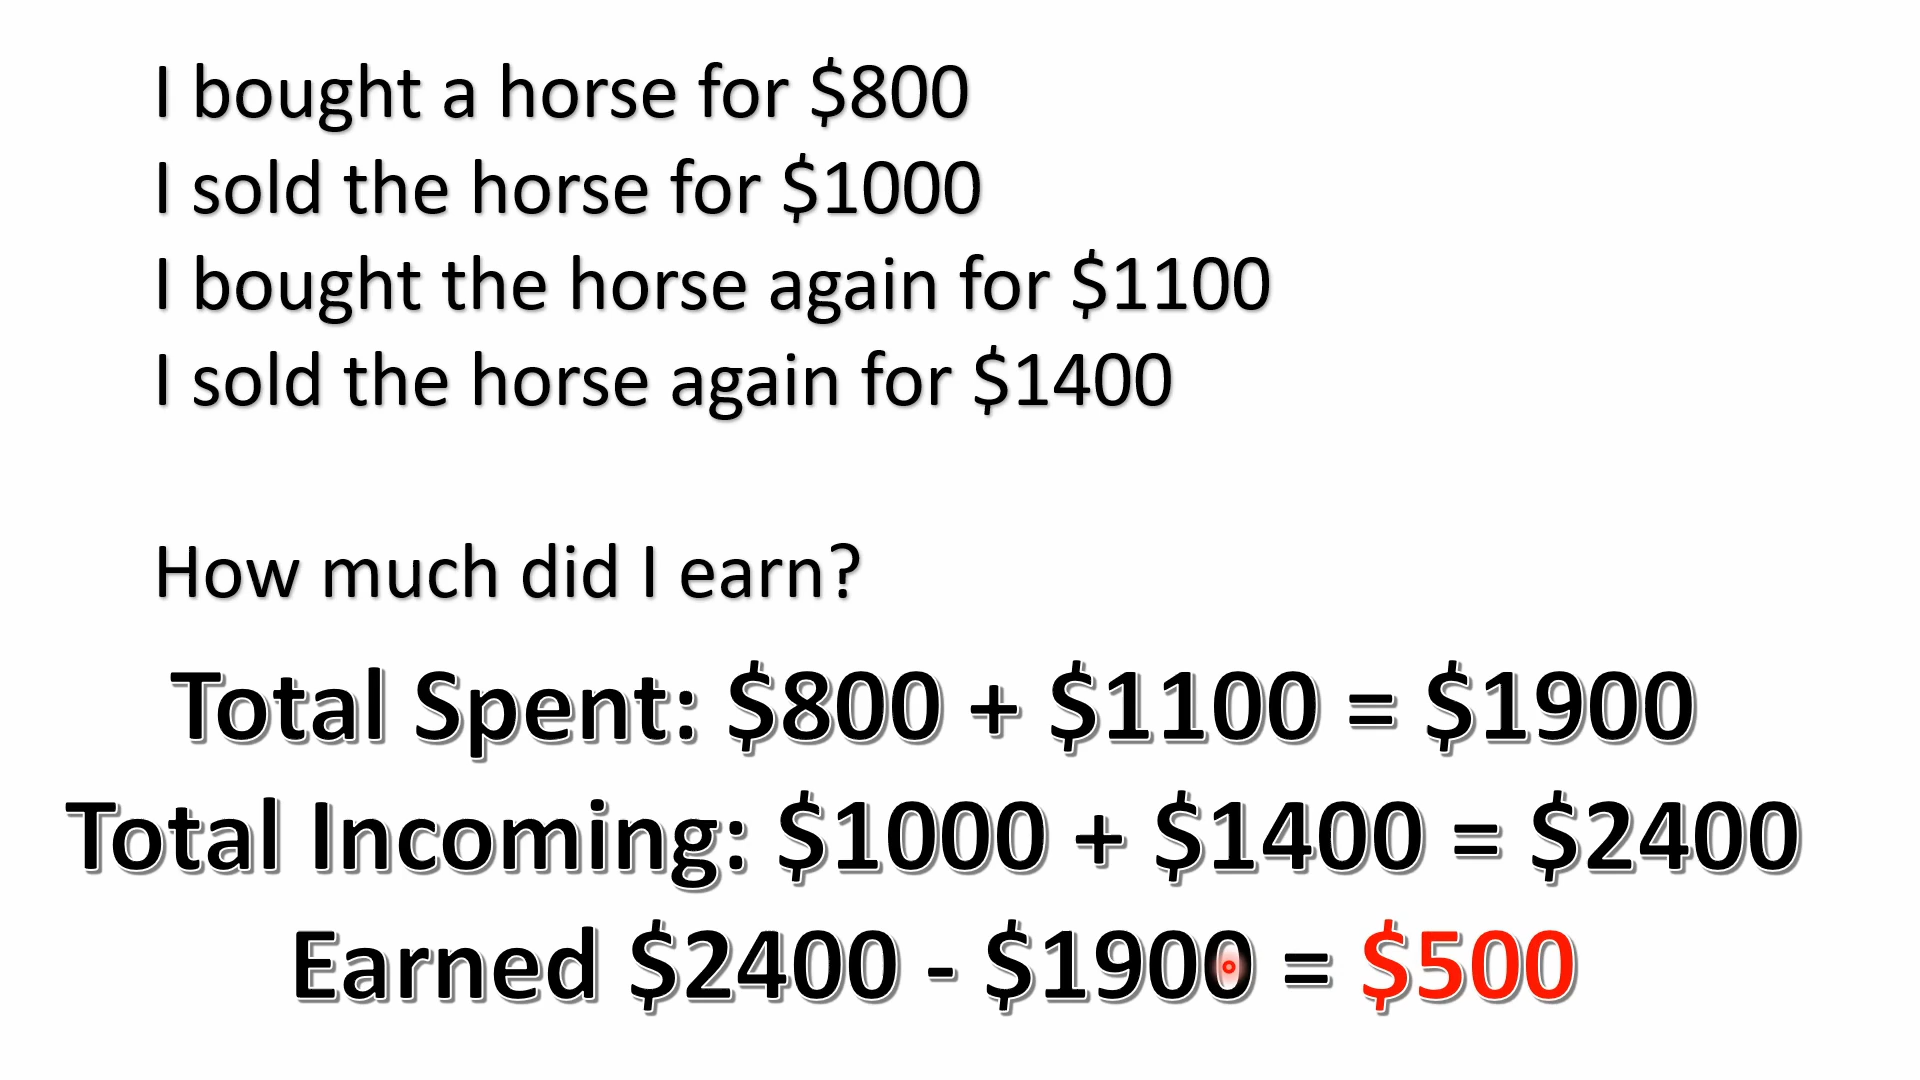 I bought a horse for $800
I sold the horse for $1000
I bought the horse again for $1100
I sold the horse again for $1400
How much did I earn?
Total Spent: $800 + $1100 = $1900
Total Incoming: $1000 + $1400 = $2400
Earned $2400 - $1900 = $500